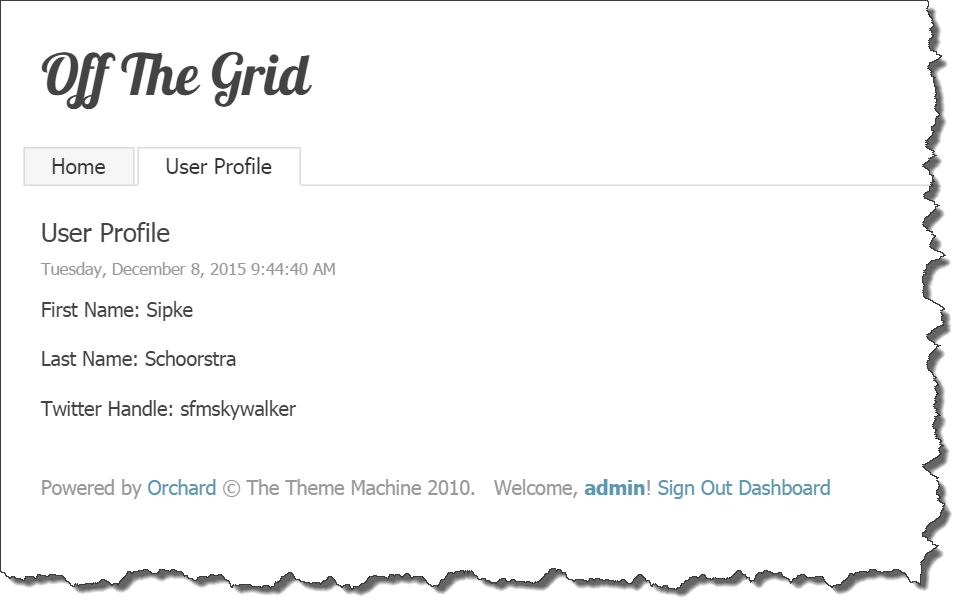 Off The Grid
Home User Profile
User Profile
Tuesday, December 8, 2015 9:44:40 AM
First Name: Sipke
Last Name: Schoorstra
Twitter Handle: sfmskywalker
Powered by Orchard © The Theme Machine 2010. Welcome, admin! Sign Out Dashboard